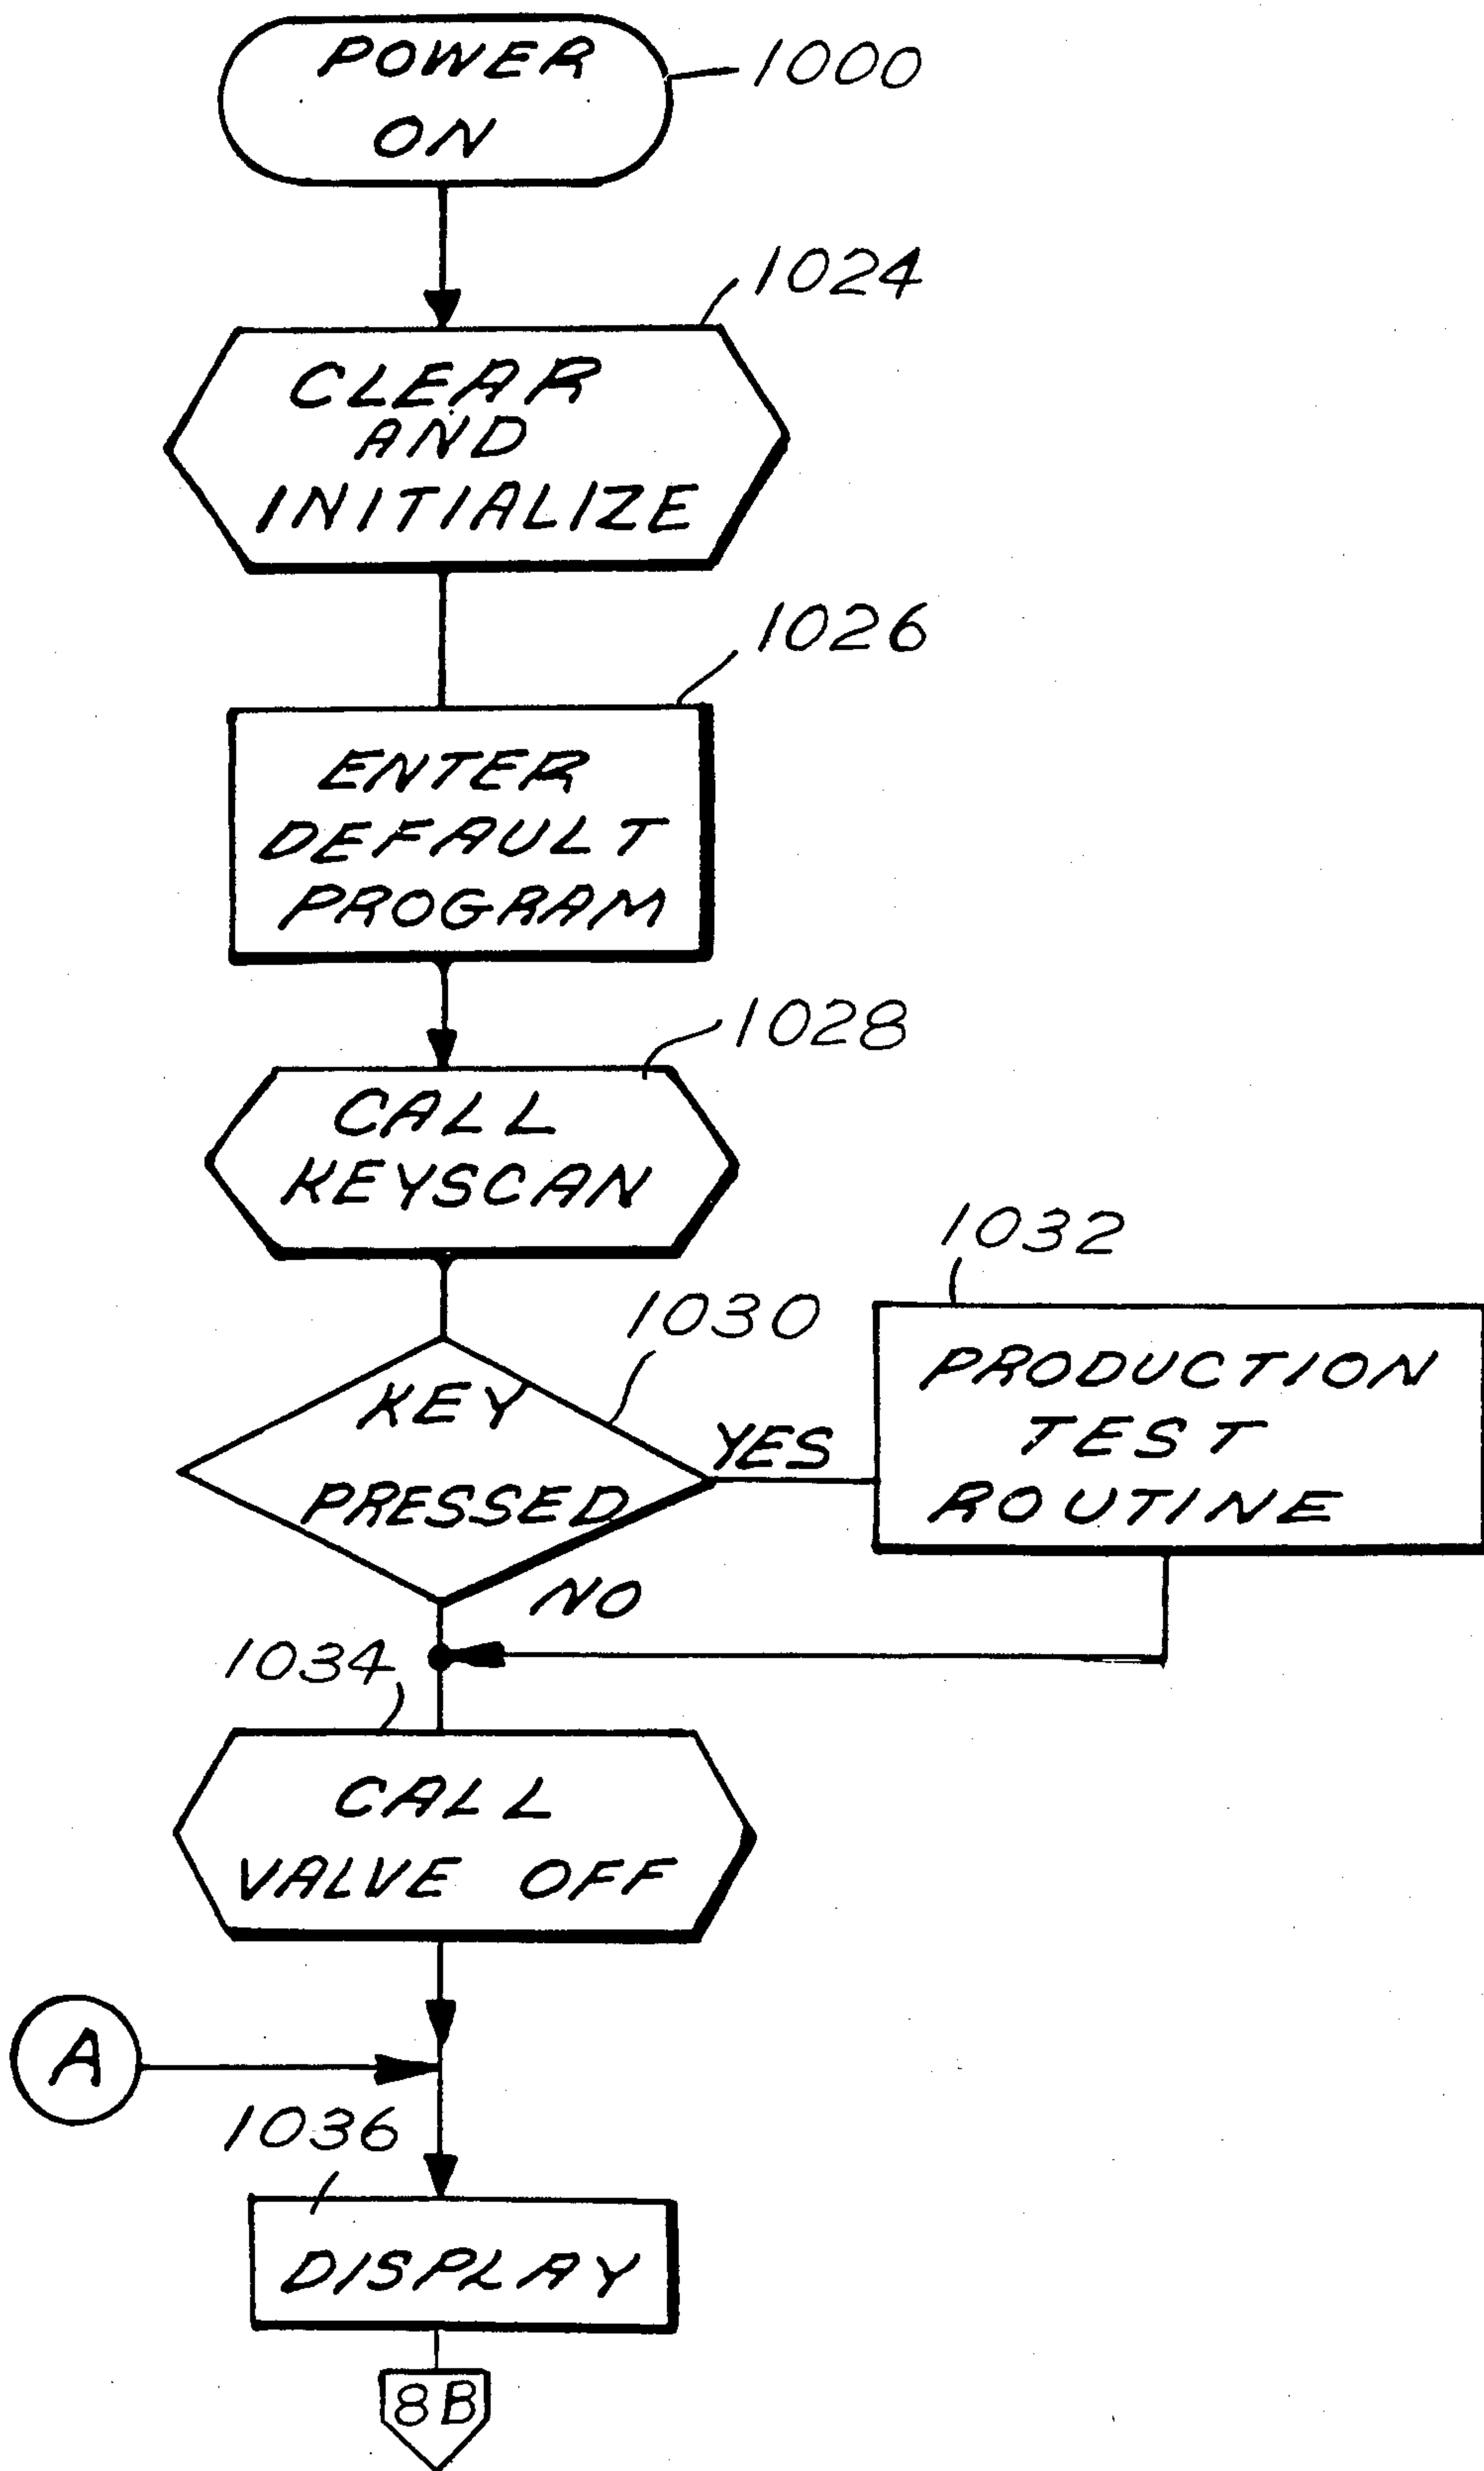 POWER
ON
1000
1024
CLEAR
AND
INITIALIZE
1026
ENTER
DEFAULT
PROGRAM
1028
CALL
KEYSCAN
1030
KEY
PRESSED
YES
NO
1032
PRODUCTION
TEST
ROUTINE
1034
CALL
VALVE OFF
A
1036
DISPLAY
8B